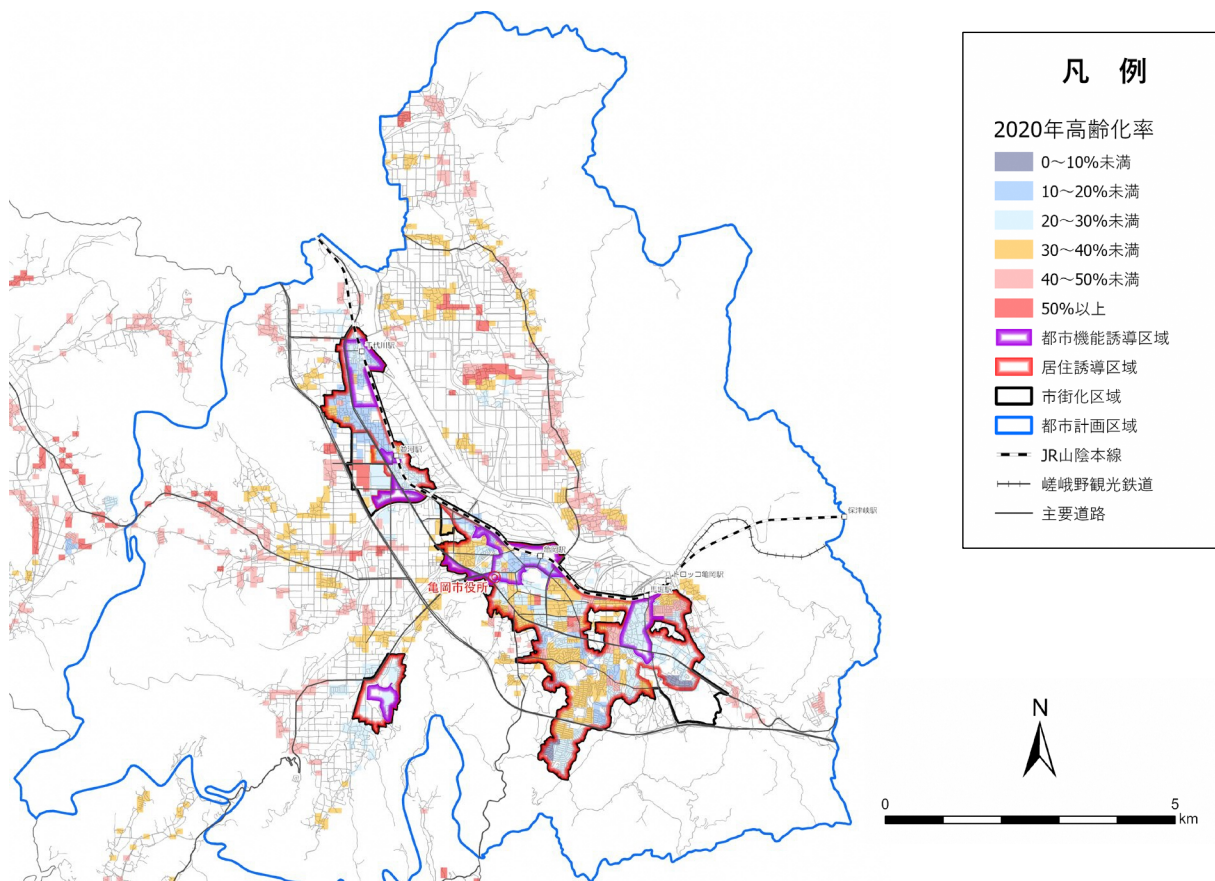 凡 例
2020年高齢化率
0～10%未満
10～20%未満
20～30%未満
30～40%未満
40～50%未満
50%以上
都市機能誘導区域
居住誘導区域
市街化区域
都市計画区域
JR山陰本線
嵯峨野観光鉄道
主要道路
千代川駅
保津峡駅
亀岡駅
トロッコ亀岡駅
馬堀駅
亀岡市役所
N
0 5
km